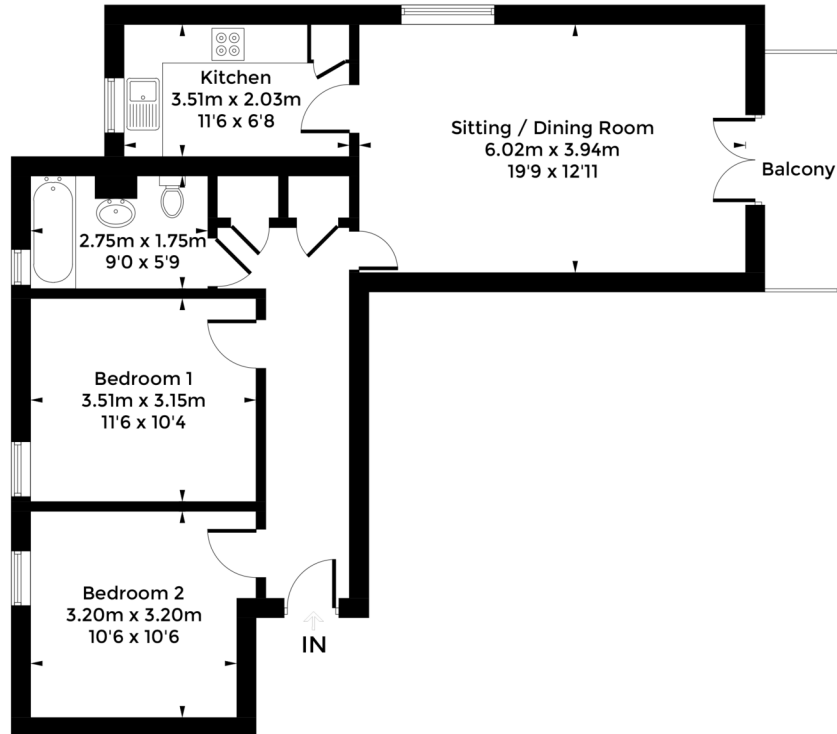 Kitchen
3.51m x 2.03m
11'6 x 6'8
Sitting / Dining Room
6.02m x 3.94m
19'9 x 12'11
Balcony
2.75m x 1.75m
9'0 x 5'9
Bedroom 1
3.51m x 3.15m
11'6 x 10'4
Bedroom 2
3.20m x 3.20m
10'6 x 10'6
IN